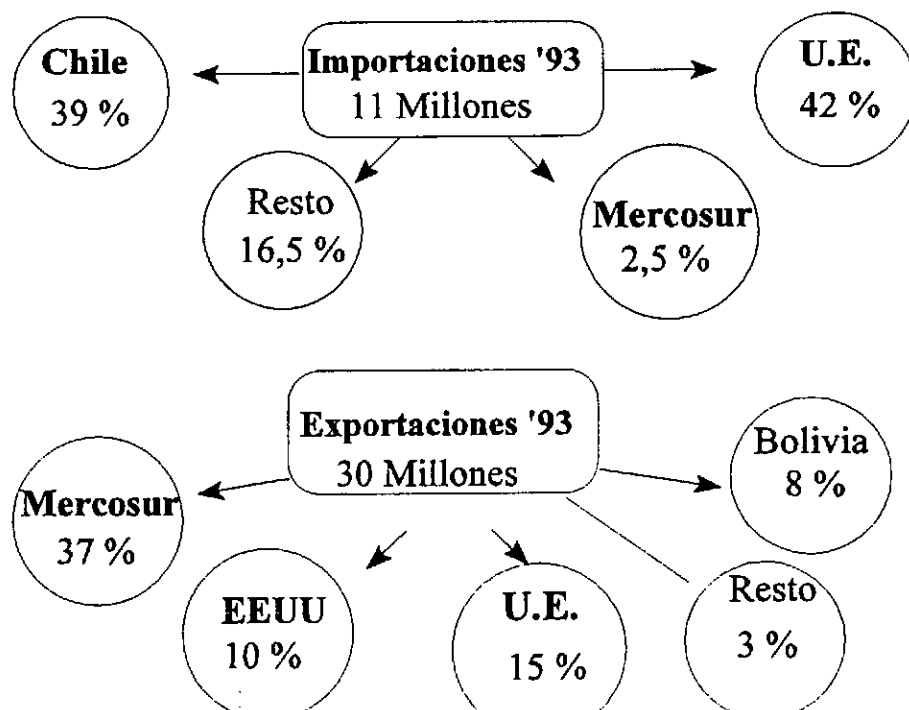 Importaciones '93
11 Millones
Chile
39 %
U.E.
42 %
Resto
16,5 %
Mercosur
2,5 %
Exportaciones '93
30 Millones
Mercosur
37 %
EEUU
10 %
U.E.
15 %
Resto
3 %
Bolivia
8 %